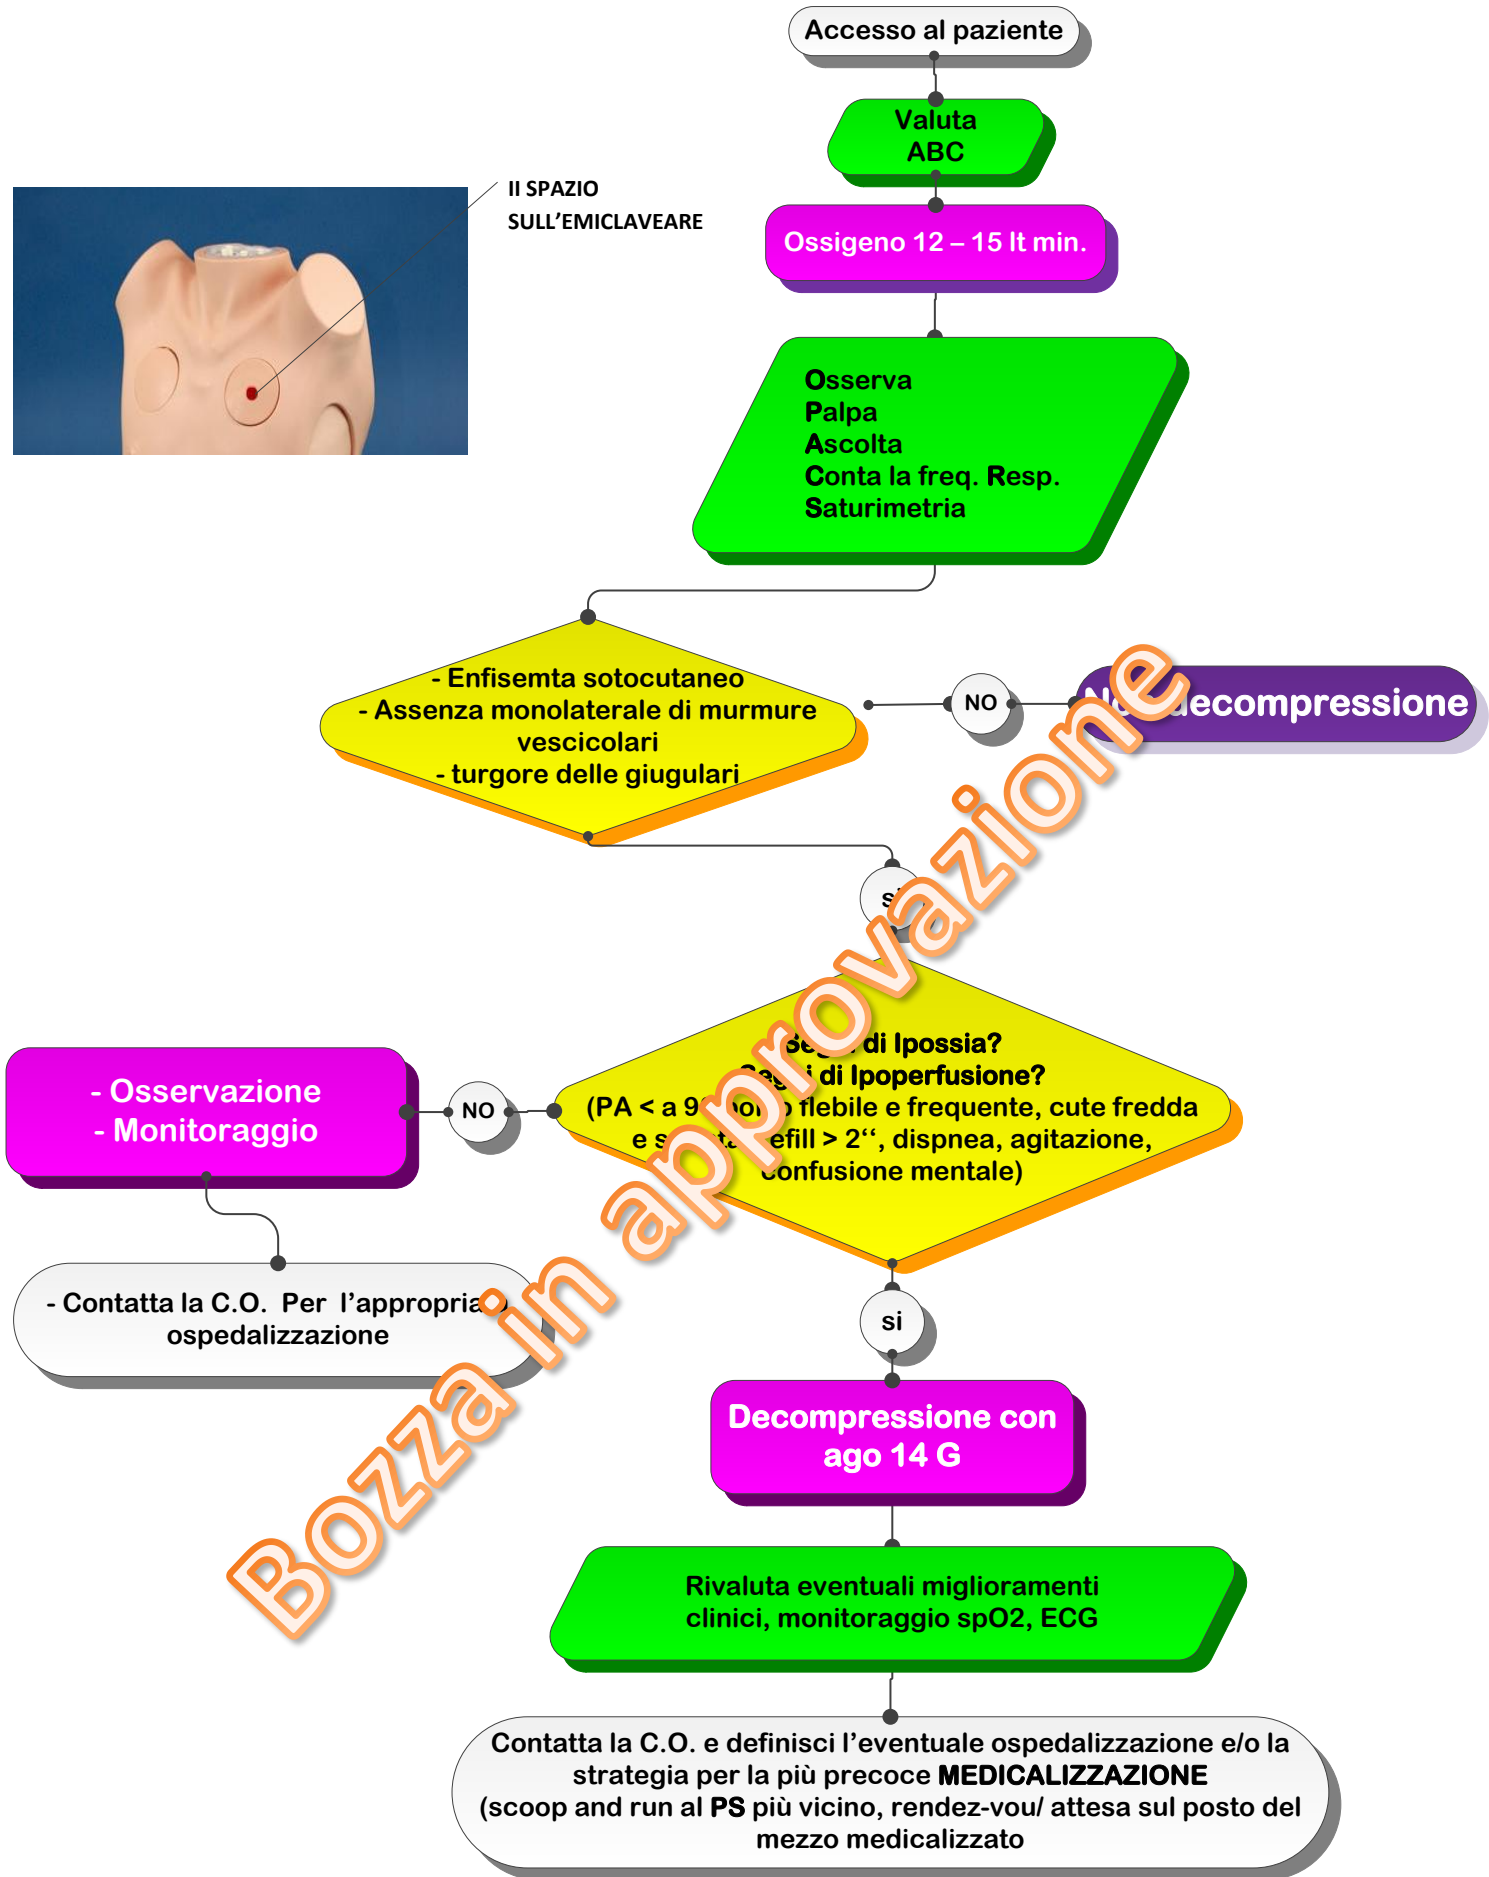 Accesso al paziente
Valuta
ABC
II SPAZIO
SULL’EMICLAVEARE
Ossigeno 12 – 15 lt min.
Osserva
Palpa
Ascolta
Conta la freq. Resp.
Saturimetria
- Enfisemta sotocutaneo
- Assenza monolaterale di murmure
vescicolari
- turgore delle giugulari
NO
decompressione
si
di Ipossia?
di Ipoperfusione?
(PA < a flebile e frequente, cute fredda
e > 2‘‘, dispnea, agitazione,
confusione mentale)
NO
- Osservazione
- Monitoraggio
- Contatta la C.O. Per l’appropriato
ospedalizzazione
si
Decompressione con
ago 14 G
Rivaluta eventuali miglioramenti
clinici, monitoraggio spO2, ECG
Contatta la C.O. e definisci l’eventuale ospedalizzazione e/o la
strategia per la più precoce MEDICALIZZAZIONE
(scoop and run al PS più vicino, rendez-vou/ attesa sul posto del
mezzo medicalizzato
Bozza in approvazione